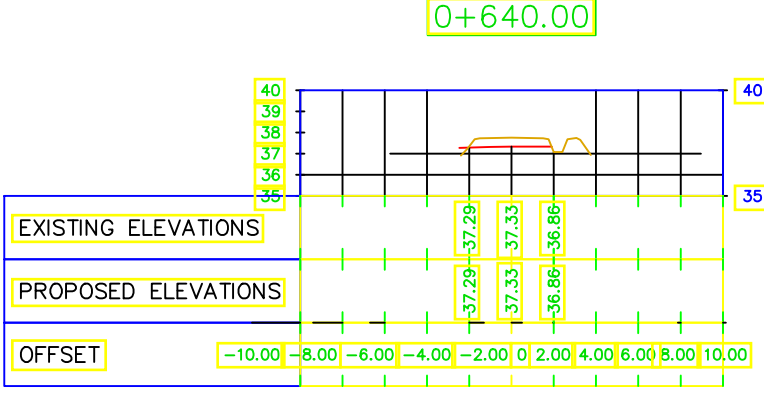 0+640.00
40 40
39
38
37
36
35 35
EXISTING ELEVATIONS 37.29 37.33 36.86
PROPOSED ELEVATIONS 37.29 37.33 36.86
OFFSET -10.00 -8.00 -6.00 -4.00 -2.00 0 2.00 4.00 6.00 8.00 10.00